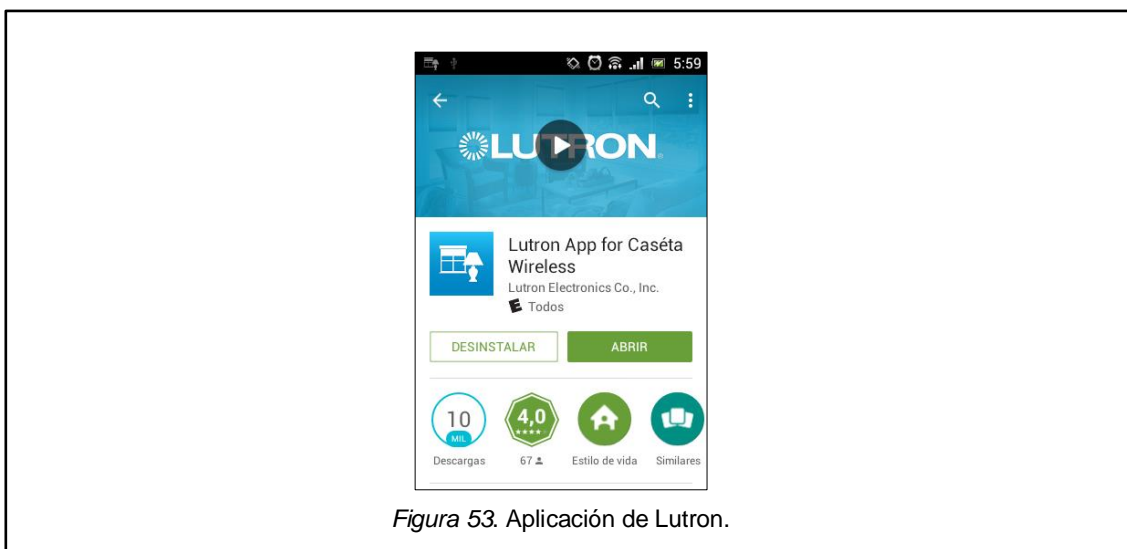 5:59
LUTRON
Lutron App for Caséta
Wireless
Lutron Electronics Co., Inc.
E Todos
DESINSTALAR ABRIR
10 4,0
MIL
Descargas 67 Estilo de vida Similares
Figura 53. Aplicación de Lutron.